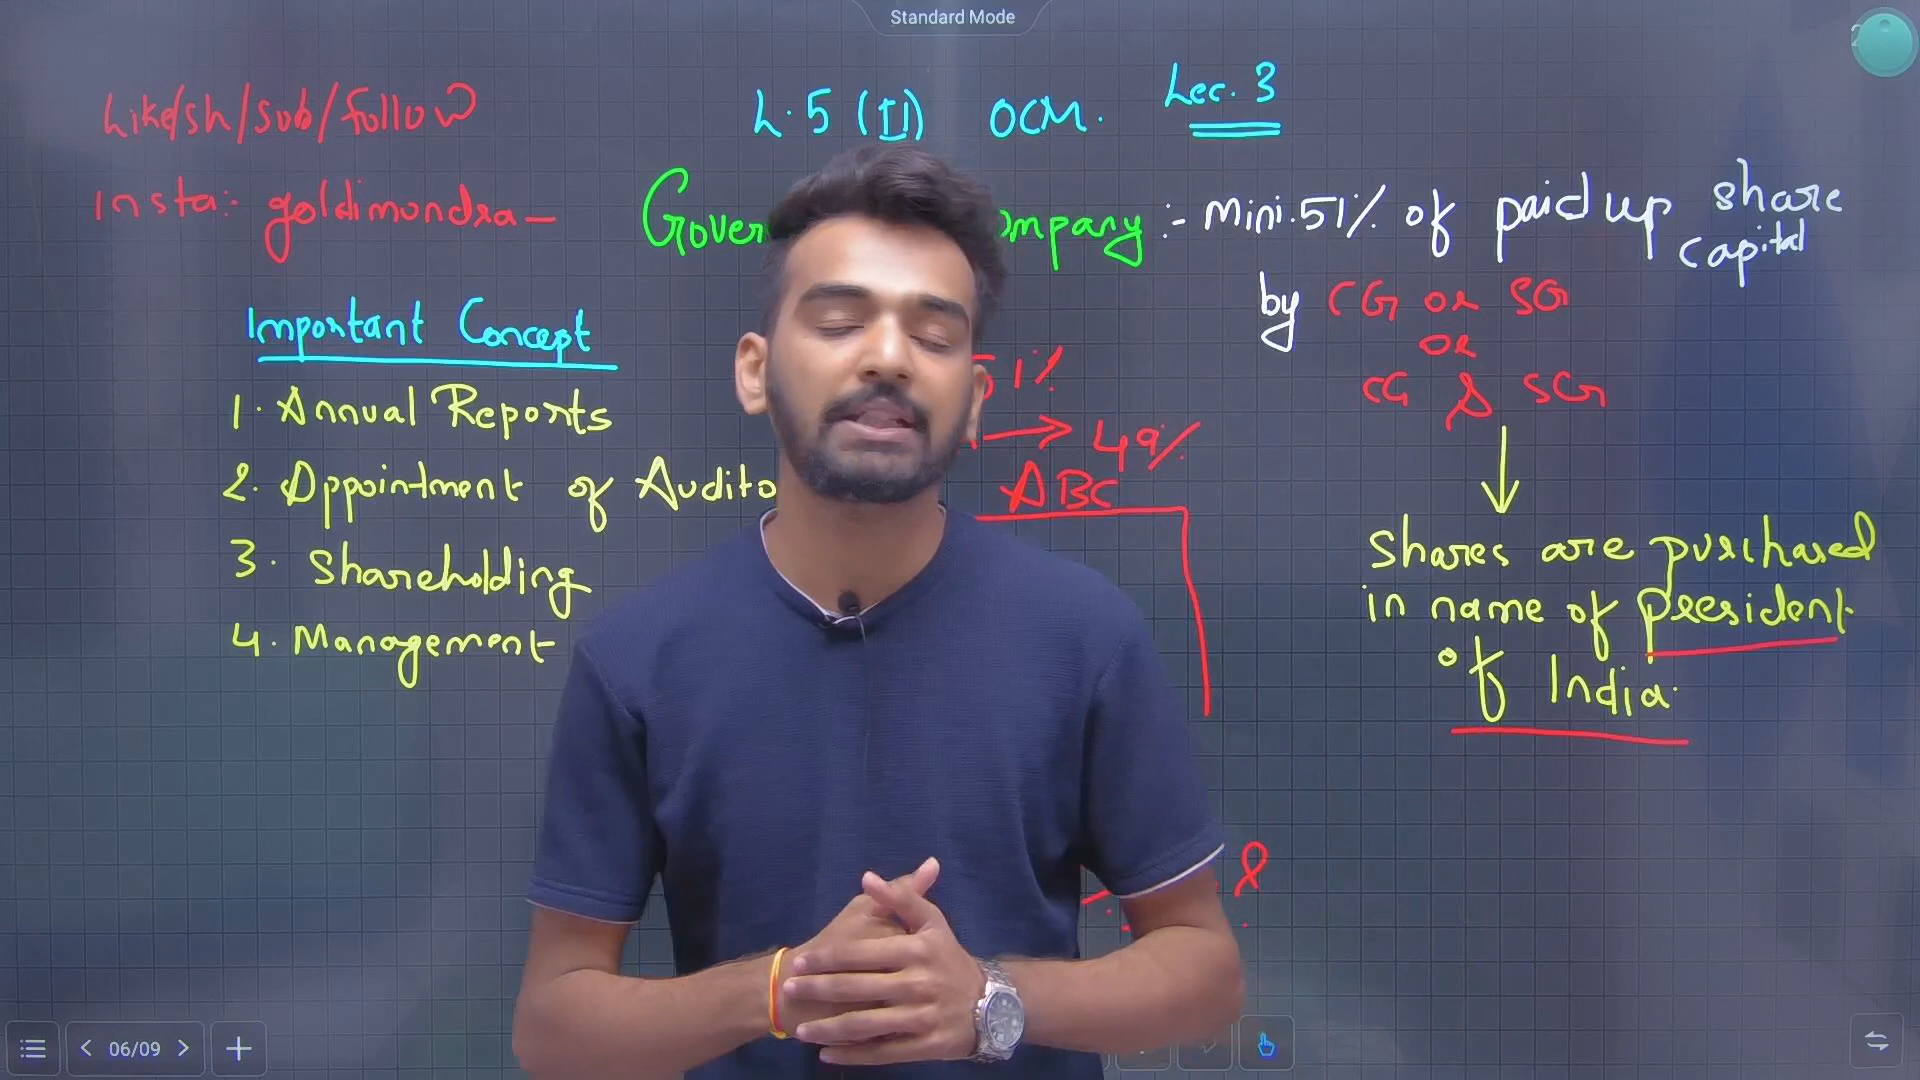 Standard Mode
Like/sh/sub/follow
L.5 (II) OCM. Lec. 3
Insta:- goldimundra_
Gover ompany :- Mini. 51% of paid up share capital
by CG or SG
or
CG & SG
Important Concept
1. Annual Reports
2. Appointment of Audito
3. Shareholding
4. Management
51%
→ 49%
ABC
Shares are purchased
in name of president
of India.
06/09